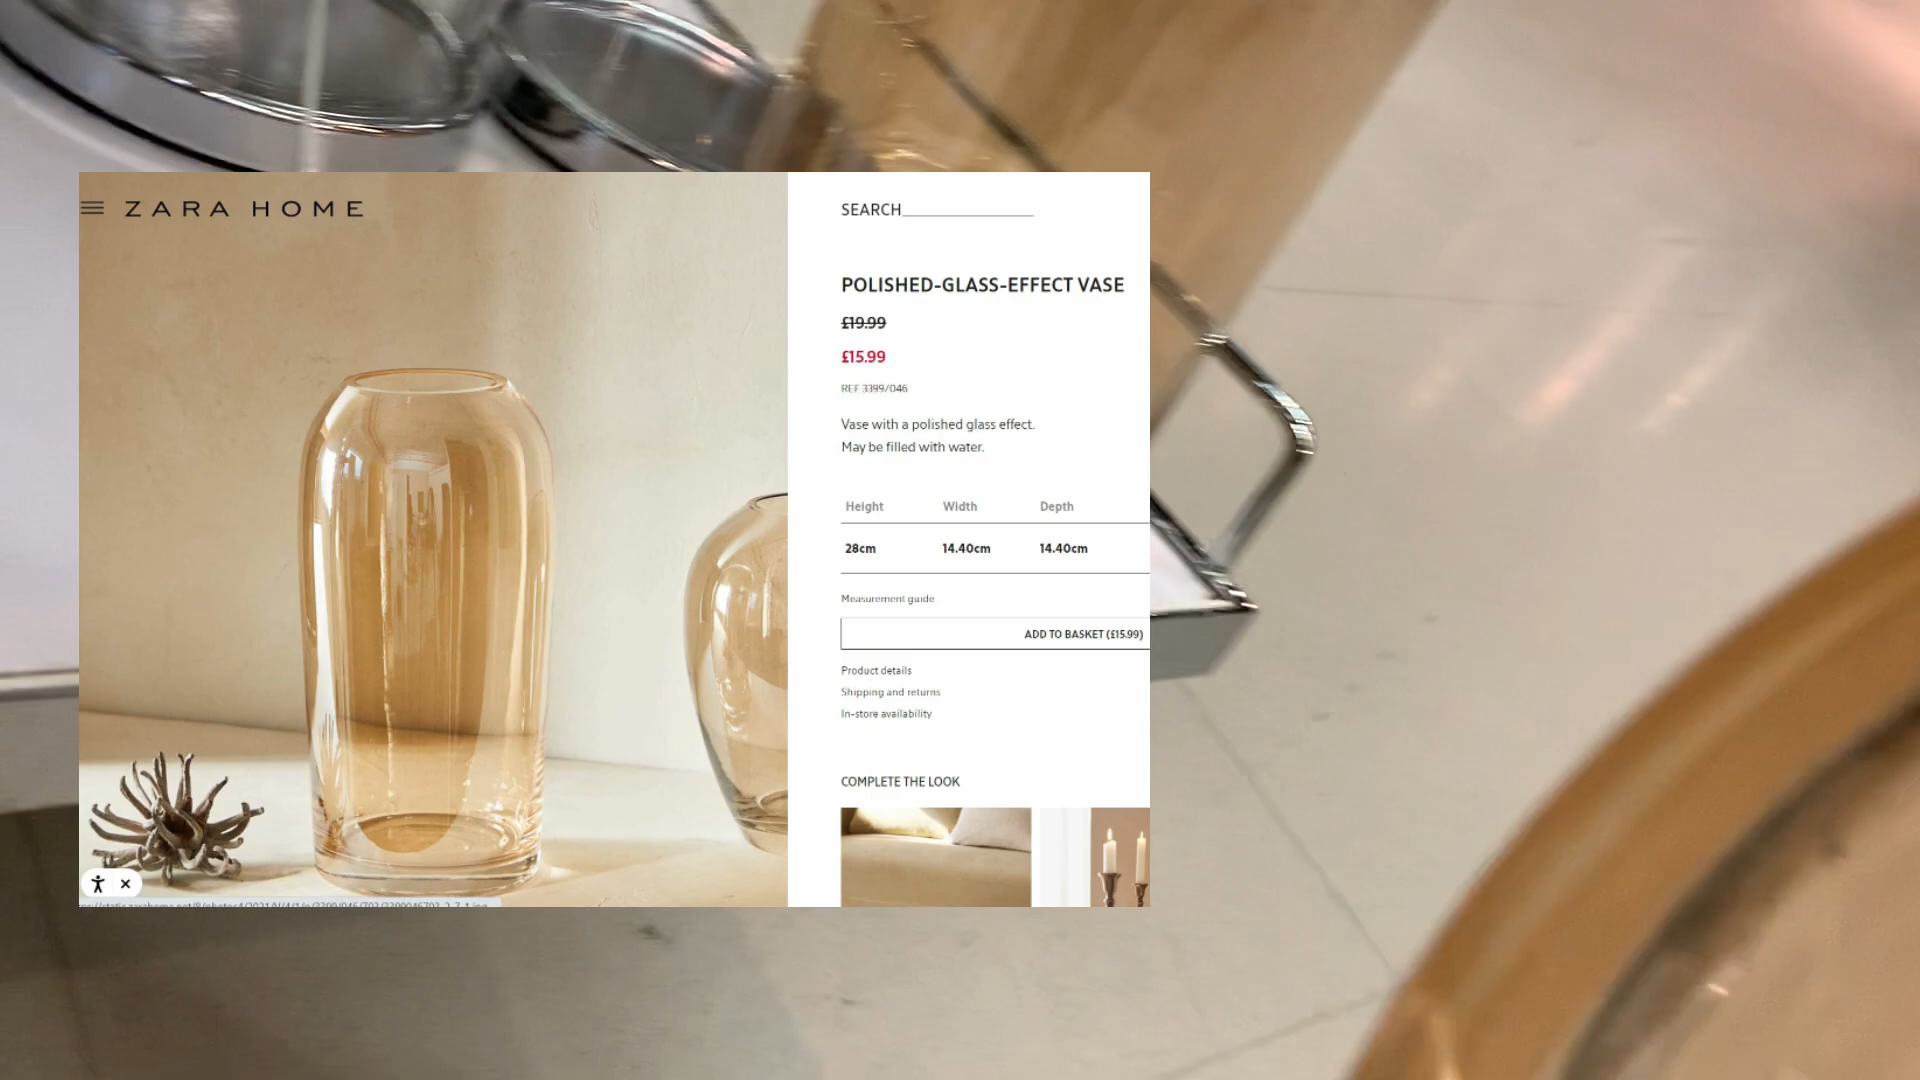 ZARA HOME
SEARCH
POLISHED-GLASS-EFFECT VASE
£19.99
£15.99
REF 3399/046
Vase with a polished glass effect.
May be filled with water.
Height Width Depth
28cm 14.40cm 14.40cm
Measurement guide
ADD TO BASKET (£15.99)
Product details
Shipping and returns
In-store availability
COMPLETE THE LOOK